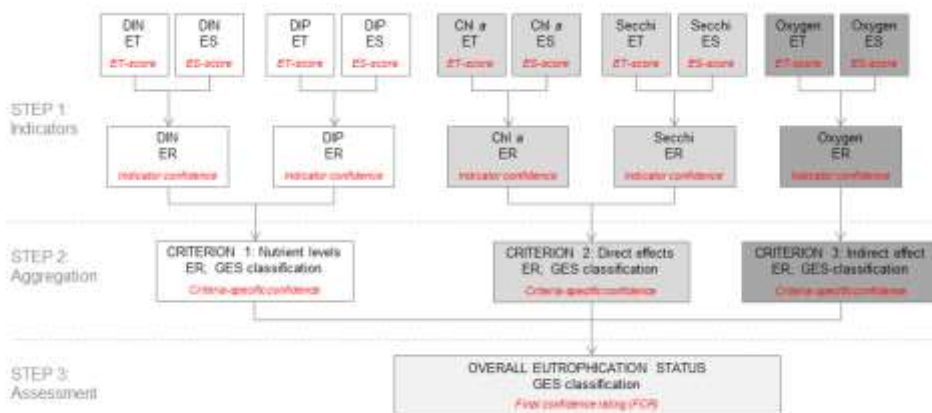 DIN
ET
ET-score
DIN
ES
ES-score
DIP
ET
ET-score
DIP
ES
ES-score
Chl a
ET
ET-score
Chl a
ES
ES-score
Secchi
ET
ET-score
Secchi
ES
ES-score
Oxygen
ET
ET-score
Oxygen
ES
ES-score
STEP 1:
Indicators
DIN
ER
Indicator confidence
DIP
ER
Indicator confidence
Chl a
ER
Indicator confidence
Secchi
ER
Indicator confidence
Oxygen
ER
Indicator confidence
STEP 2:
Aggregation
CRITERION 1: Nutrient levels
ER; GES classification
Criteria-specific confidence
CRITERION 2: Direct effects
ER; GES classification
Criteria-specific confidence
CRITERION 3: Indirect effect
ER; GES-classification
Criteria-specific confidence
STEP 3:
Assessment
OVERALL EUTROPHICATION STATUS
GES classification
Final confidence rating (FCR)